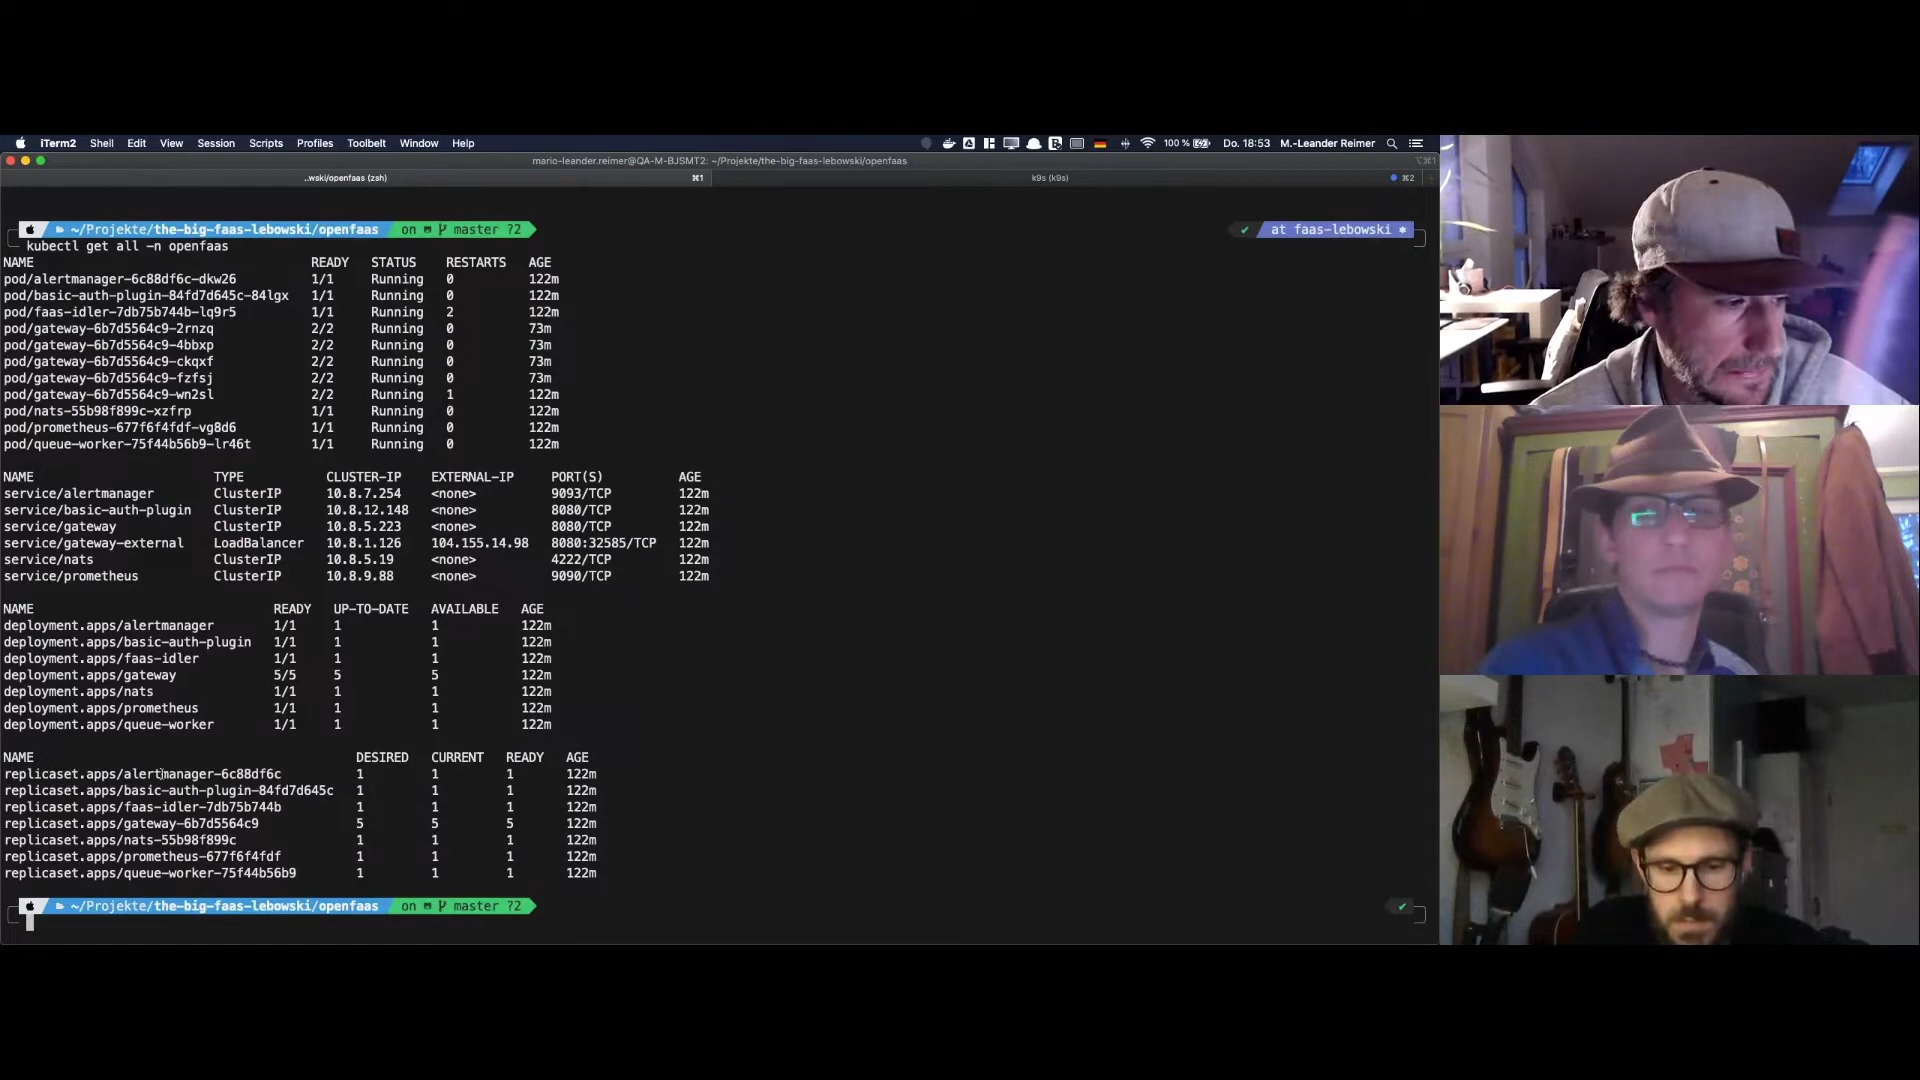 iTerm2 Shell Edit View Session Scripts Profiles Toolbelt Window Help 100 % Do. 18:53 M.-Leander Reimer
mario-leander.reimer@QA-M-BJSMT2: ~/Projekte/the-big-faas-lebowski/openfaas ⌥⌘1
..wski/openfaas (zsh) ⌘1 k9s (k9s) ⌘2
~/Projekte/the-big-faas-lebowski/openfaas on master ?2 ✔ at faas-lebowski
kubectl get all -n openfaas
NAME READY STATUS RESTARTS AGE
pod/alertmanager-6c88df6c-dkw26 1/1 Running 0 122m
pod/basic-auth-plugin-84fd7d645c-84lgx 1/1 Running 0 122m
pod/faas-idler-7db75b744b-lq9r5 1/1 Running 2 122m
pod/gateway-6b7d5564c9-2rnzq 2/2 Running 0 73m
pod/gateway-6b7d5564c9-4bbxp 2/2 Running 0 73m
pod/gateway-6b7d5564c9-ckqxf 2/2 Running 0 73m
pod/gateway-6b7d5564c9-fzfsj 2/2 Running 0 73m
pod/gateway-6b7d5564c9-wn2sl 2/2 Running 1 122m
pod/nats-55b98f899c-xzfrp 1/1 Running 0 122m
pod/prometheus-677f6f4fdf-vg8d6 1/1 Running 0 122m
pod/queue-worker-75f44b56b9-lr46t 1/1 Running 0 122m
NAME TYPE CLUSTER-IP EXTERNAL-IP PORT(S) AGE
service/alertmanager ClusterIP 10.8.7.254 <none> 9093/TCP 122m
service/basic-auth-plugin ClusterIP 10.8.12.148 <none> 8080/TCP 122m
service/gateway ClusterIP 10.8.5.223 <none> 8080/TCP 122m
service/gateway-external LoadBalancer 10.8.1.126 104.155.14.98 8080:32585/TCP 122m
service/nats ClusterIP 10.8.5.19 <none> 4222/TCP 122m
service/prometheus ClusterIP 10.8.9.88 <none> 9090/TCP 122m
NAME READY UP-TO-DATE AVAILABLE AGE
deployment.apps/alertmanager 1/1 1 1 122m
deployment.apps/basic-auth-plugin 1/1 1 1 122m
deployment.apps/faas-idler 1/1 1 1 122m
deployment.apps/gateway 5/5 5 5 122m
deployment.apps/nats 1/1 1 1 122m
deployment.apps/prometheus 1/1 1 1 122m
deployment.apps/queue-worker 1/1 1 1 122m
NAME DESIRED CURRENT READY AGE
replicaset.apps/alertmanager-6c88df6c 1 1 1 122m
replicaset.apps/basic-auth-plugin-84fd7d645c 1 1 1 122m
replicaset.apps/faas-idler-7db75b744b 1 1 1 122m
replicaset.apps/gateway-6b7d5564c9 5 5 5 122m
replicaset.apps/nats-55b98f899c 1 1 1 122m
replicaset.apps/prometheus-677f6f4fdf 1 1 1 122m
replicaset.apps/queue-worker-75f44b56b9 1 1 1 122m
~/Projekte/the-big-faas-lebowski/openfaas on master ?2 ✔